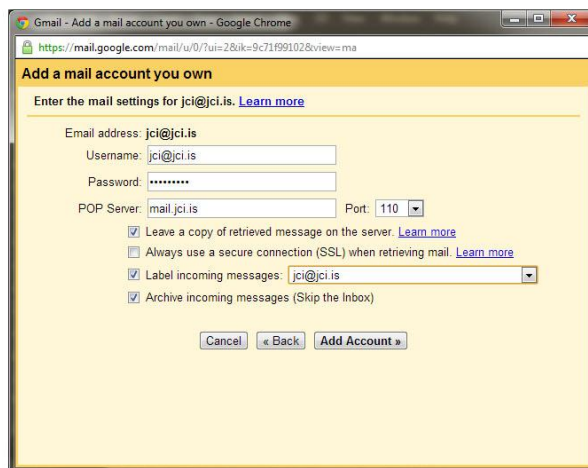 Gmail - Add a mail account you own - Google Chrome
https://mail.google.com/mail/u/0/?ui=2&ik=9c71f99102&view=ma
Add a mail account you own
Enter the mail settings for jci@jci.is. Learn more
Email address: jci@jci.is
Username: jci@jci.is
Password: •••••••••
POP Server: mail.jci.is Port: 110
Leave a copy of retrieved message on the server. Learn more
Always use a secure connection (SSL) when retrieving mail. Learn more
Label incoming messages: jci@jci.is
Archive incoming messages (Skip the Inbox)
Cancel « Back Add Account »